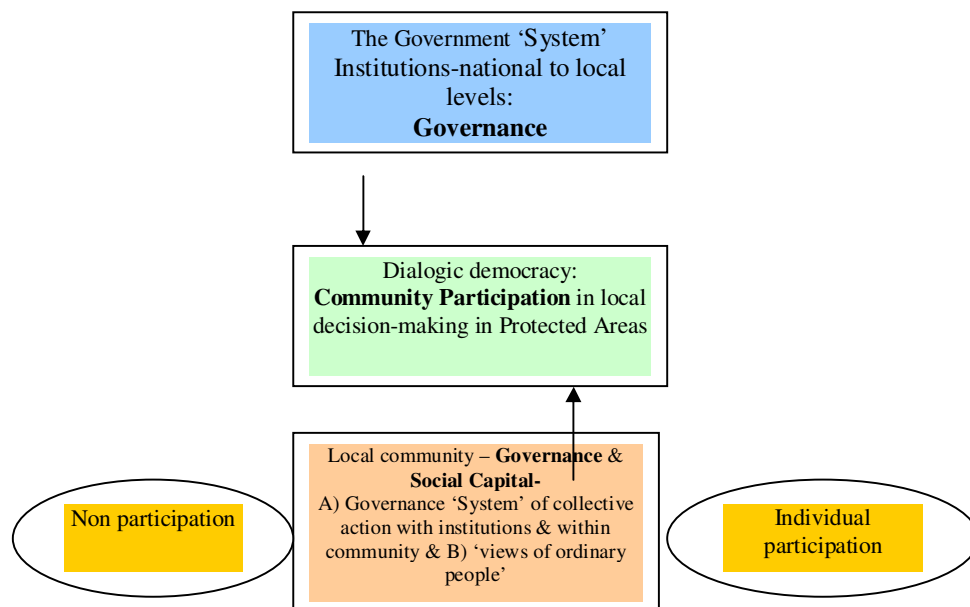 The Government ‘System’
Institutions-national to local
levels:
Governance
Dialogic democracy:
Community Participation in local
decision-making in Protected Areas
Local community – Governance &
Social Capital-
A) Governance ‘System’ of collective
action with institutions & within
community & B) ‘views of ordinary
people’
Non participation
Individual
participation